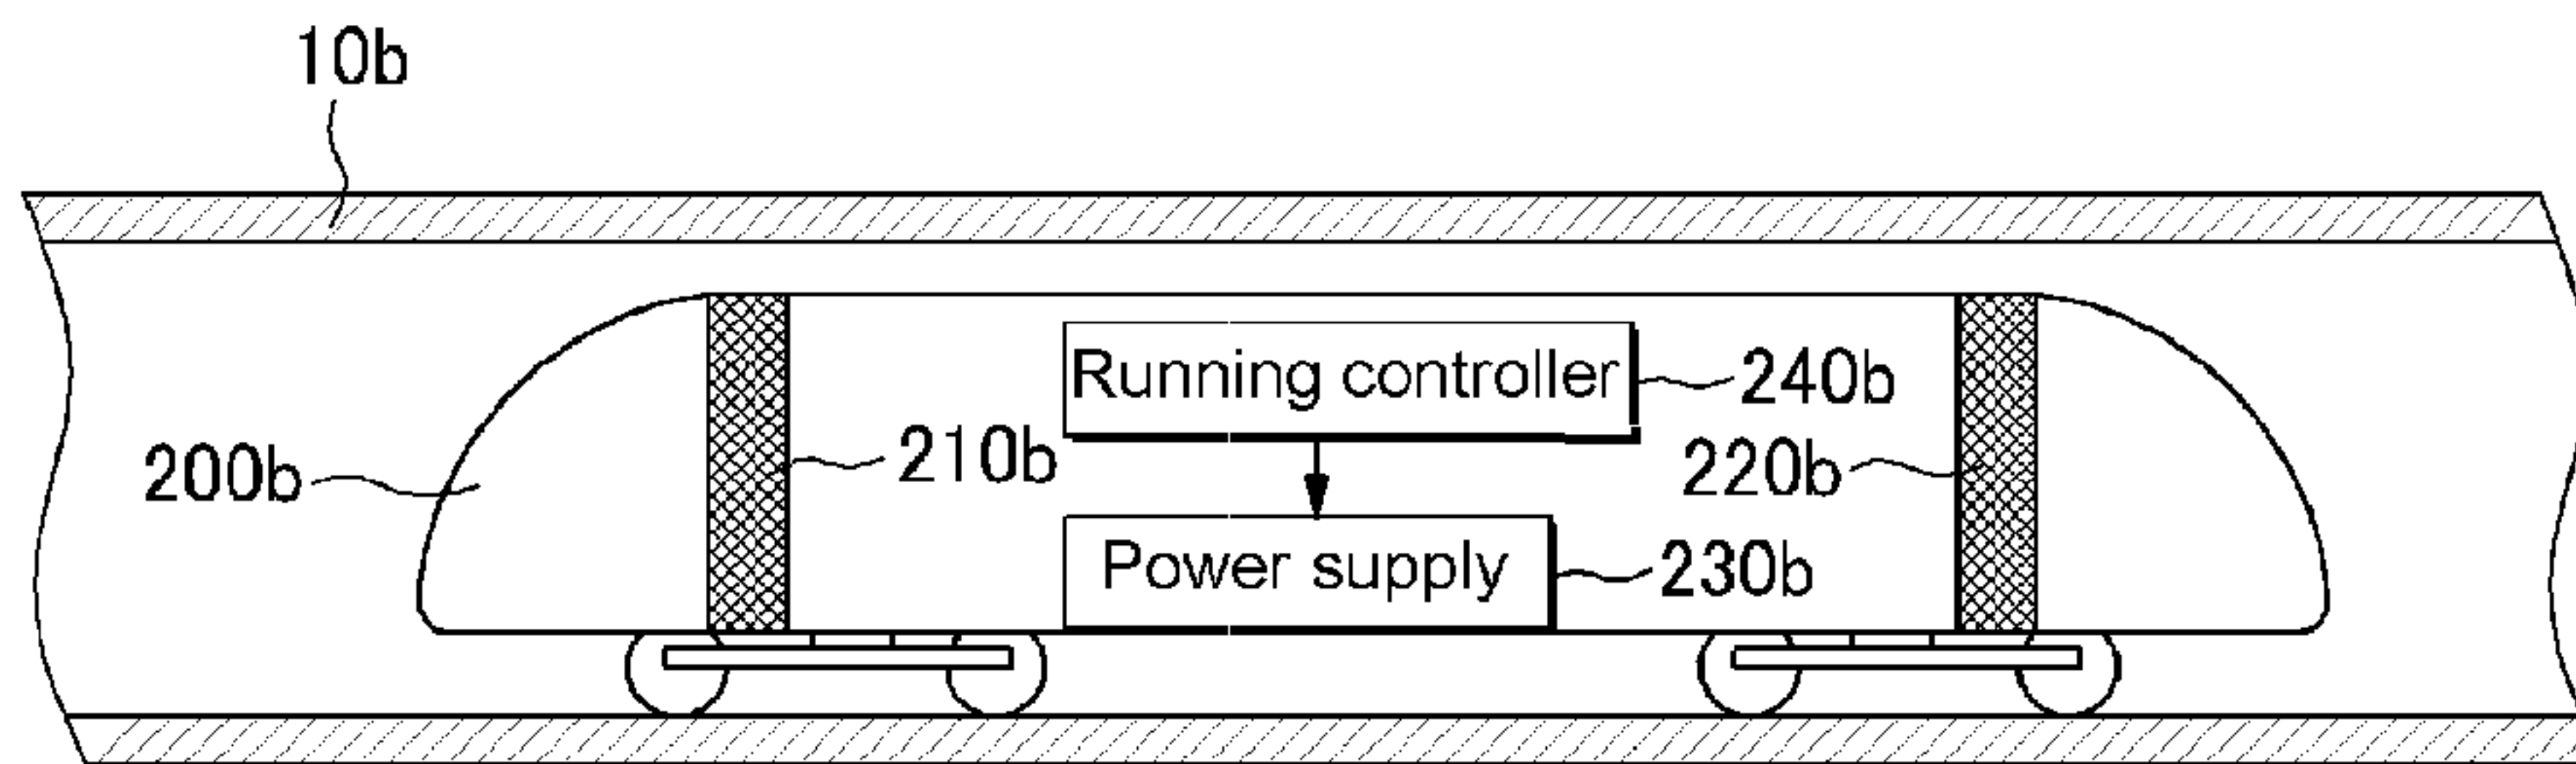 10b
Running controller
240b
200b
210b
220b
Power supply
230b